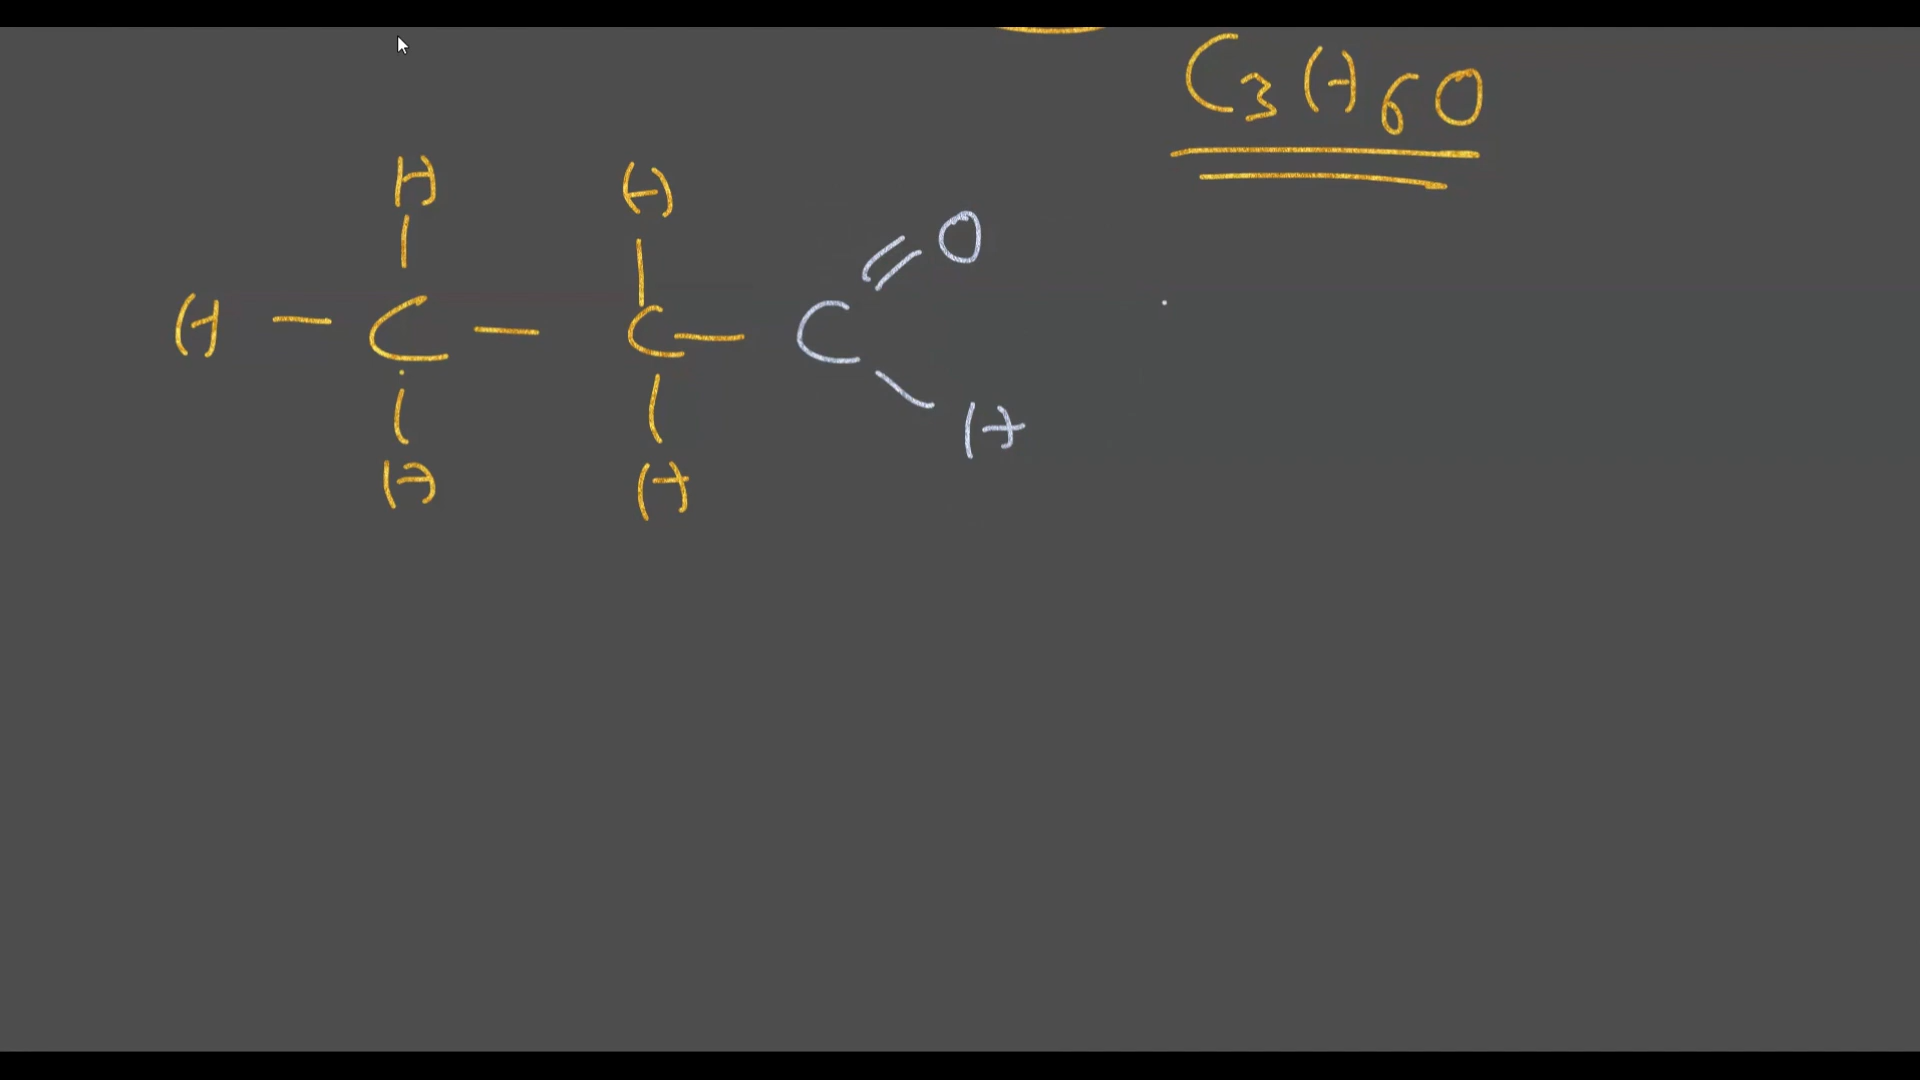 C3H6O
H H
O
H - C - C - C
H
H H